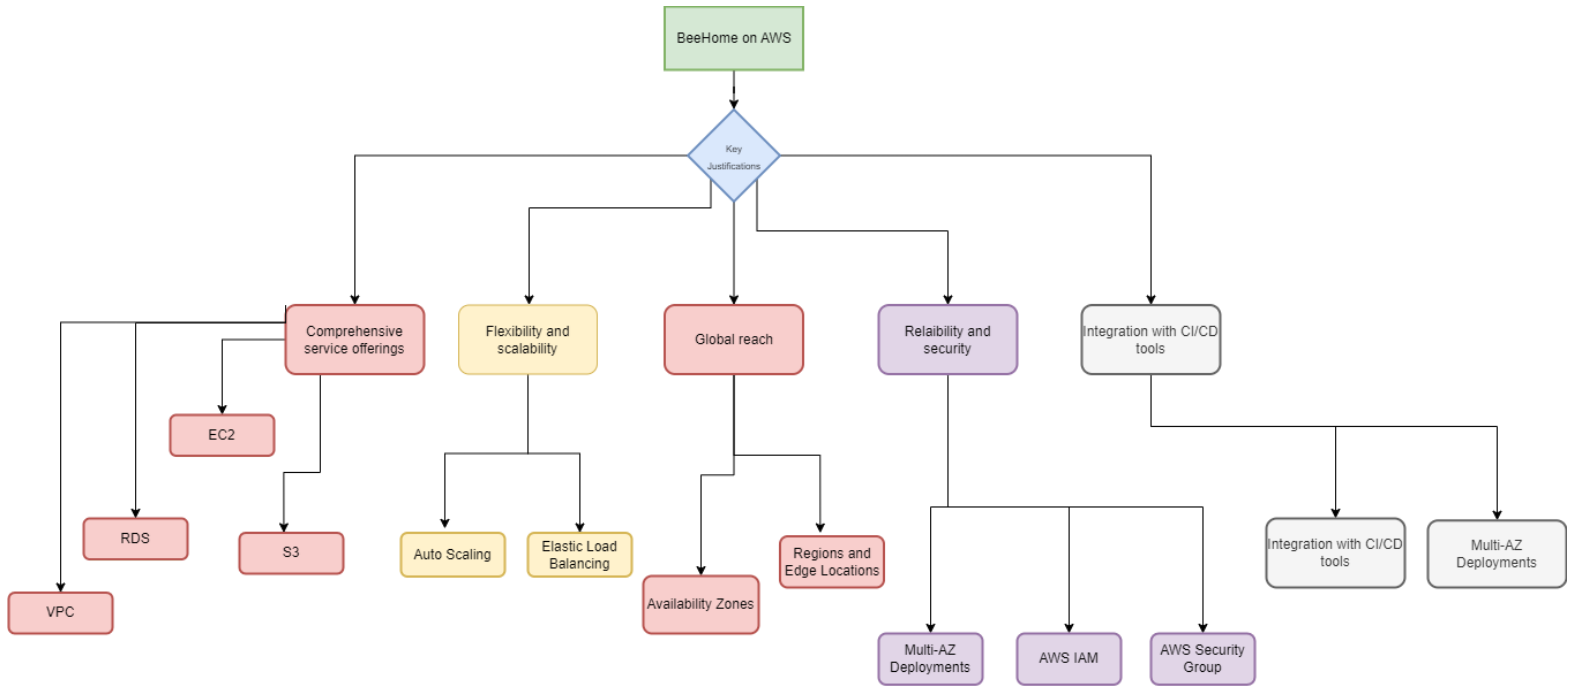 BeeHome on AWS
Key
Justifications
Comprehensive
service offerings
Flexibility and
scalability
Global reach
Relaibility and
security
Integration with CI/CD
tools
EC2
RDS
S3
VPC
Auto Scaling
Elastic Load
Balancing
Availability Zones
Regions and
Edge Locations
Multi-AZ
Deployments
AWS IAM
AWS Security
Group
Integration with CI/CD
tools
Multi-AZ
Deployments